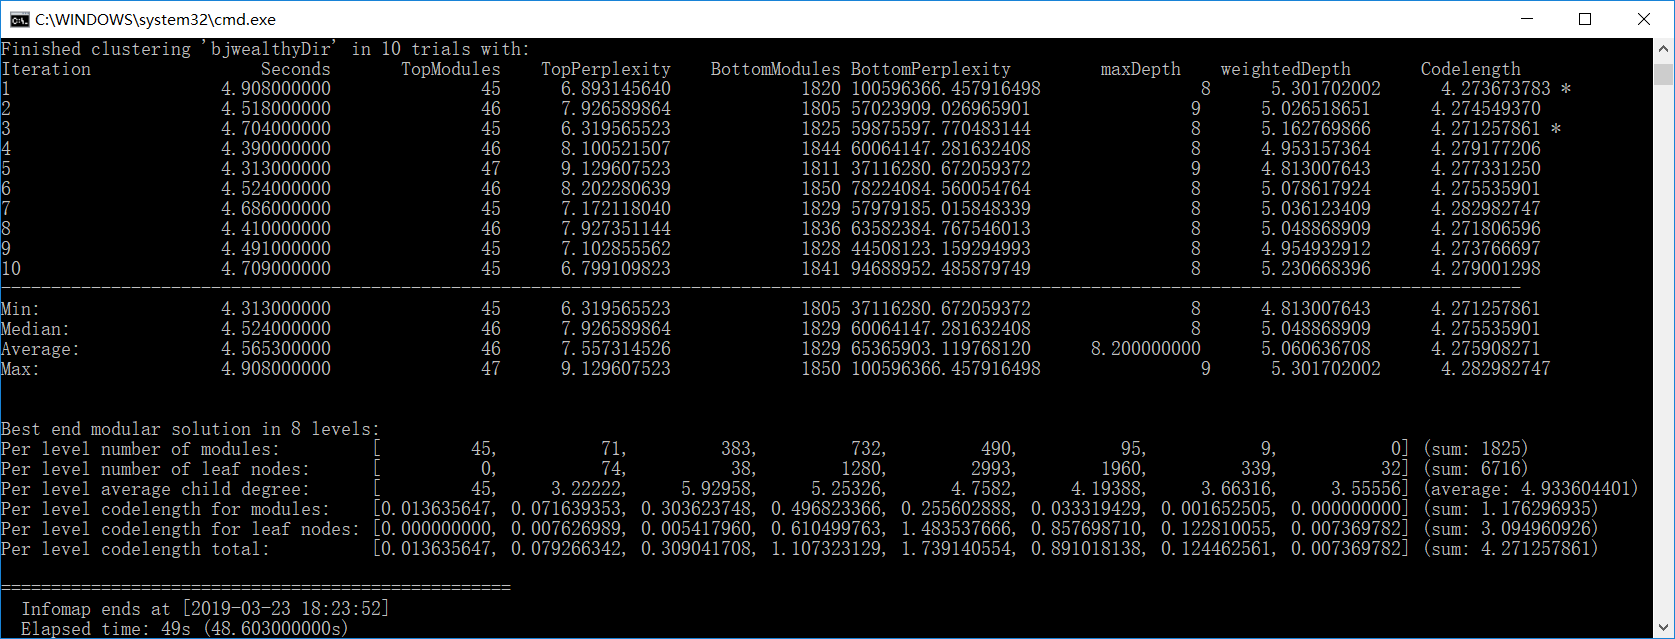 C:\WINDOWS\system32\cmd.exe
Finished clustering 'bjwealthyDir' in 10 trials with:
Iteration Seconds TopModules TopPerplexity BottomModules BottomPerplexity maxDepth weightedDepth Codelength
1 4.908000000 45 6.893145640 1820 100596366.457916498 8 5.301702002 4.273673783 *
2 4.518000000 46 7.926589864 1805 57023909.026965901 9 5.026518651 4.274549370
3 4.704000000 45 6.319565523 1825 59875597.770483144 8 5.162769866 4.271257861 *
4 4.390000000 46 8.100521507 1844 60064147.281632408 8 4.953157364 4.279177206
5 4.313000000 47 9.129607523 1811 37116280.672059372 9 4.813007643 4.277331250
6 4.524000000 46 8.202280639 1850 78224084.560054764 8 5.078617924 4.275535901
7 4.686000000 45 7.172118040 1829 57979185.015848339 8 5.036123409 4.282982747
8 4.410000000 46 7.927351144 1836 63582384.767546013 8 5.048868909 4.271806596
9 4.491000000 45 7.102855562 1828 44508123.159294993 8 4.954932912 4.273766697
10 4.709000000 45 6.799109823 1841 94688952.485879749 8 5.230668396 4.279001298
--------------------------------------------------------------------------------------------------------------------------------------------------------
Min: 4.313000000 45 6.319565523 1805 37116280.672059372 8 4.813007643 4.271257861
Median: 4.524000000 46 7.926589864 1829 60064147.281632408 8 5.048868909 4.275535901
Average: 4.565300000 46 7.557314526 1829 65365903.119768120 8.200000000 5.060636708 4.275908271
Max: 4.908000000 47 9.129607523 1850 100596366.457916498 9 5.301702002 4.282982747
Best end modular solution in 8 levels:
Per level number of modules: [ 45, 71, 383, 732, 490, 95, 9, 0] (sum: 1825)
Per level number of leaf nodes: [ 0, 74, 38, 1280, 2993, 1960, 339, 32] (sum: 6716)
Per level average child degree: [ 45, 3.22222, 5.92958, 5.25326, 4.7582, 4.19388, 3.66316, 3.55556] (average: 4.933604401)
Per level codelength for modules: [0.013635647, 0.071639353, 0.303623748, 0.496823366, 0.255602888, 0.033319429, 0.001652505, 0.000000000] (sum: 1.176296935)
Per level codelength for leaf nodes: [0.000000000, 0.007626989, 0.005417960, 0.610499763, 1.483537666, 0.857698710, 0.122810055, 0.007369782] (sum: 3.094960926)
Per level codelength total: [0.013635647, 0.079266342, 0.309041708, 1.107323129, 1.739140554, 0.891018138, 0.124462561, 0.007369782] (sum: 4.271257861)
===================================================
Infomap ends at [2019-03-23 18:23:52]
Elapsed time: 49s (48.603000000s)